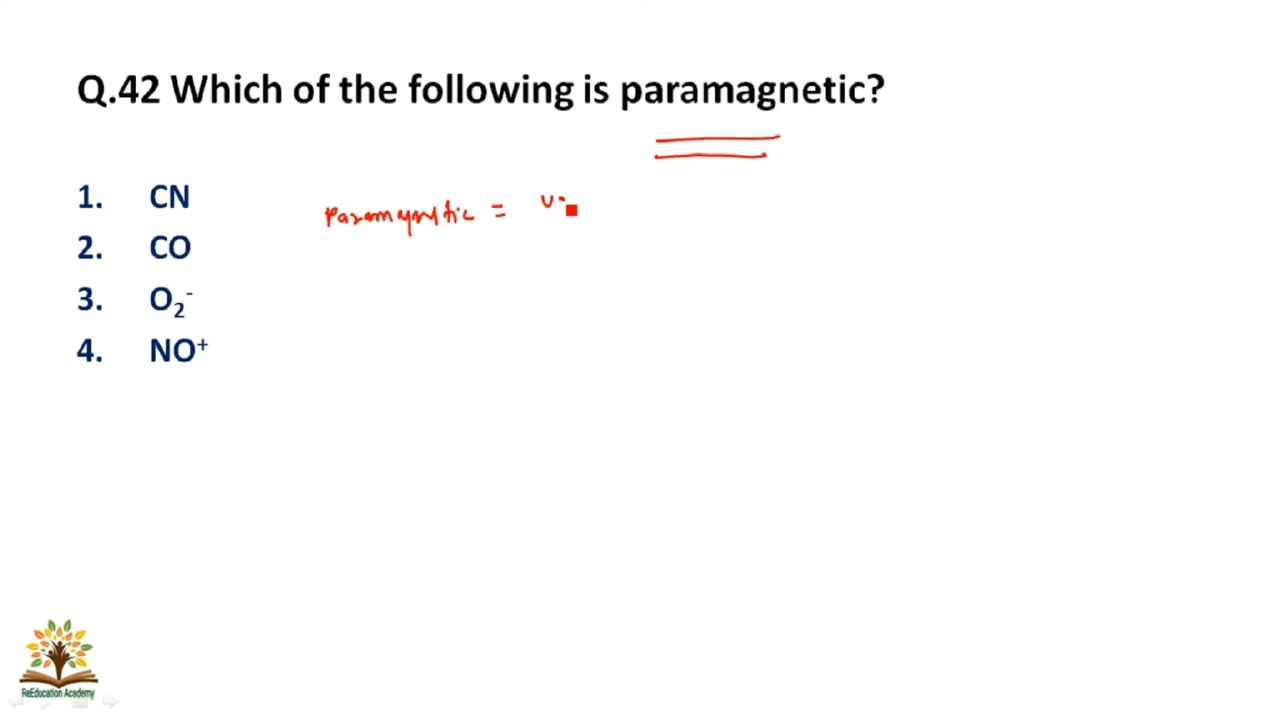 Q.42 Which of the following is paramagnetic?
1. CN
2. CO
3. O₂⁻
4. NO⁺
Paramagnetic =
ReEducation Academy